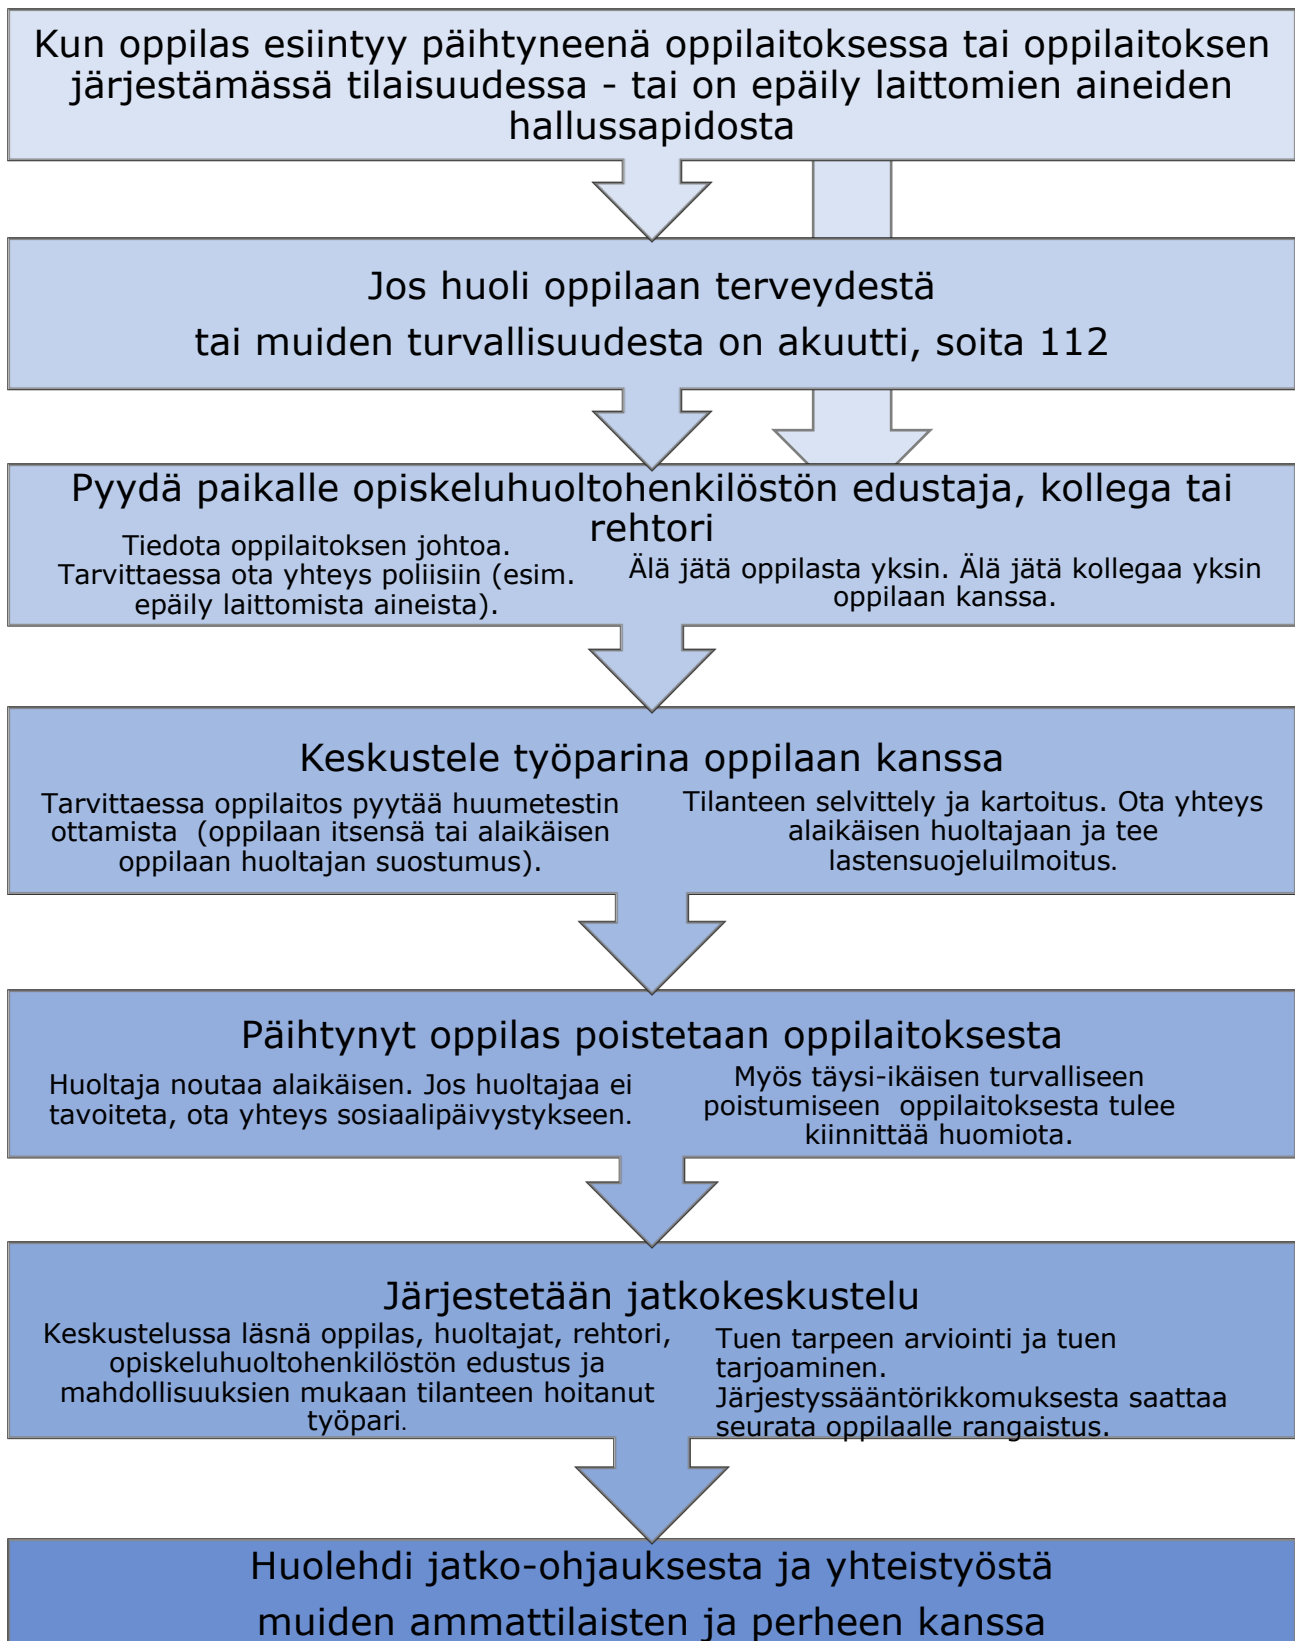 Kun oppilas esiintyy päihtyneenä oppilaitoksessa tai oppilaitoksen
järjestämässä tilaisuudessa - tai on epäily laittomien aineiden
hallussapidosta
Jos huoli oppilaan terveydestä
tai muiden turvallisuudesta on akuutti, soita 112
Pyydä paikalle opiskeluhuoltohenkilöstön edustaja, kollega tai
rehtori
Tiedota oppilaitoksen johtoa.
Tarvittaessa ota yhteys poliisiin (esim.
epäily laittomista aineista).
Älä jätä oppilasta yksin. Älä jätä kollegaa yksin
oppilaan kanssa.
Keskustele työparina oppilaan kanssa
Tarvittaessa oppilaitos pyytää huumetestin
ottamista (oppilaan itsensä tai alaikäisen
oppilaan huoltajan suostumus).
Tilanteen selvittely ja kartoitus. Ota yhteys
alaikäisen huoltajaan ja tee
lastensuojeluilmoitus.
Päihtynyt oppilas poistetaan oppilaitoksesta
Huoltaja noutaa alaikäisen. Jos huoltajaa ei
tavoiteta, ota yhteys sosiaalipäivystykseen.
Myös täysi-ikäisen turvalliseen
poistumiseen oppilaitoksesta tulee
kiinnittää huomiota.
Järjestetään jatkokeskustelu
Keskustelussa läsnä oppilas, huoltajat, rehtori,
opiskeluhuoltohenkilöstön edustus ja
mahdollisuuksien mukaan tilanteen hoitanut
työpari.
Tuen tarpeen arviointi ja tuen
tarjoaminen.
Järjestyssääntörikkomuksesta saattaa
seurata oppilaalle rangaistus.
Huolehdi jatko-ohjauksesta ja yhteistyöstä
muiden ammattilaisten ja perheen kanssa